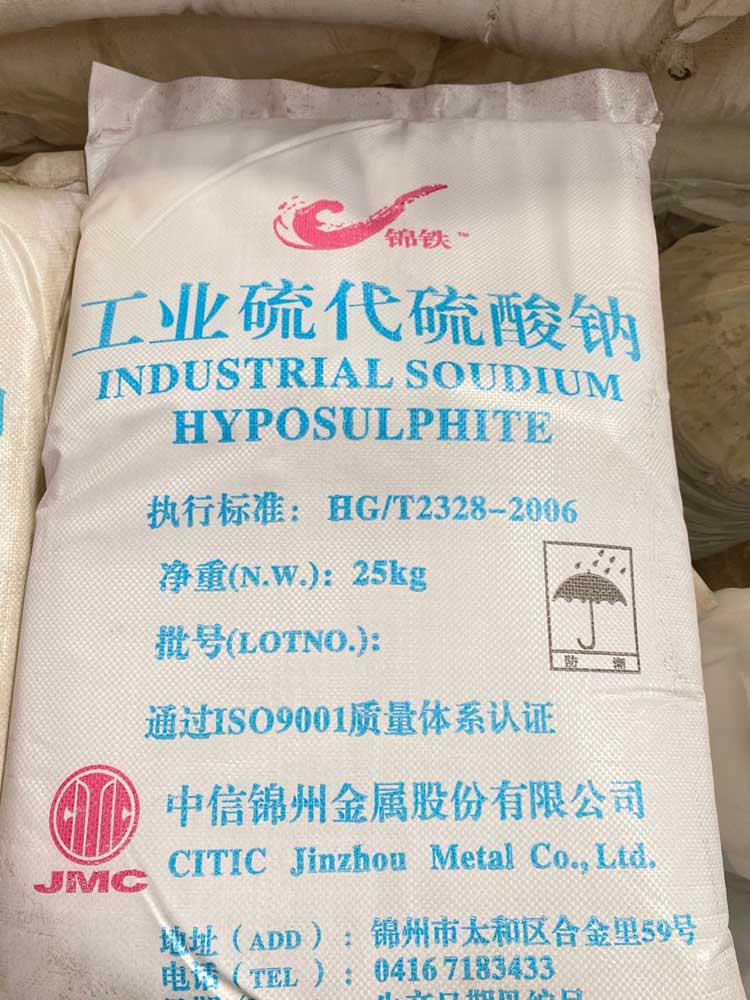 锦铁™
工业硫代硫酸钠
INDUSTRIAL SOUDIUM
HYPOSULPHITE
执行标准: HG/T2328-2006
净重(N.W.): 25kg
批号(LOTNO.):
防 潮
通过ISO9001质量体系认证
CITIC
JMC
中信锦州金属股份有限公司
CITIC Jinzhou Metal Co., Ltd.
地址(ADD): 锦州市太和区合金里59号
电话(TEL): 0416 7183433